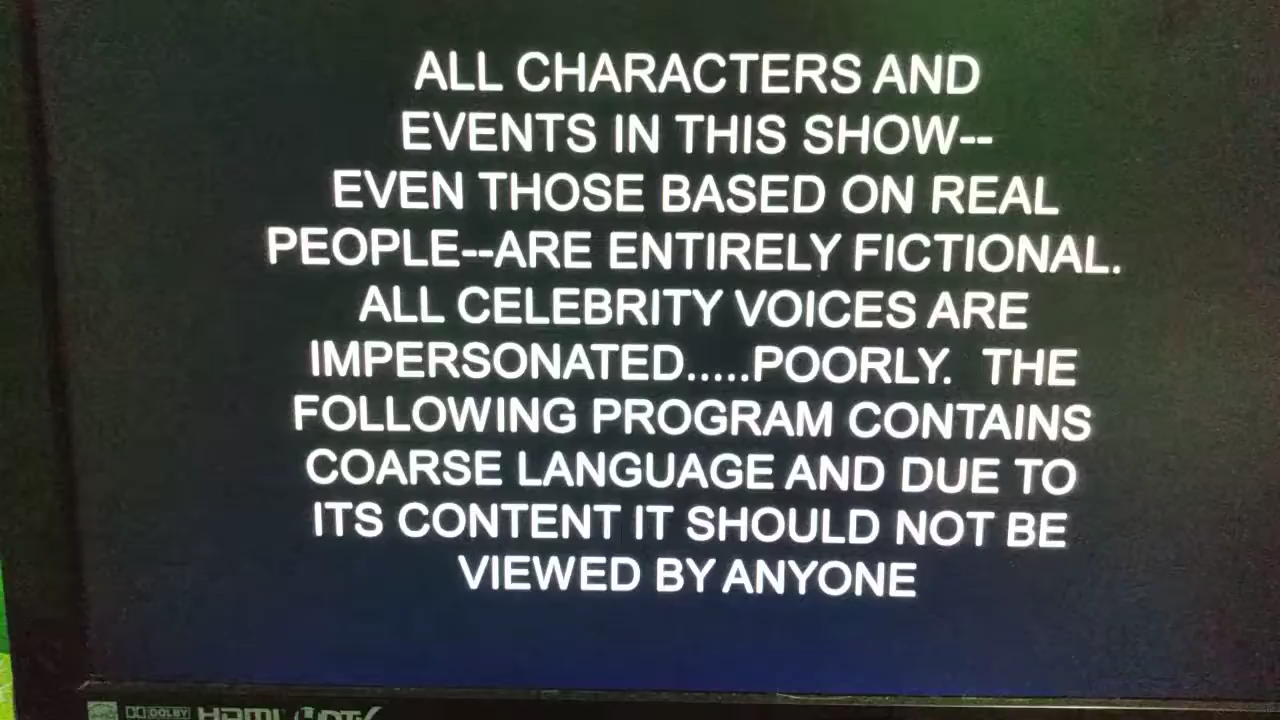 ALL CHARACTERS AND
EVENTS IN THIS SHOW--
EVEN THOSE BASED ON REAL
PEOPLE--ARE ENTIRELY FICTIONAL.
ALL CELEBRITY VOICES ARE
IMPERSONATED.....POORLY. THE
FOLLOWING PROGRAM CONTAINS
COARSE LANGUAGE AND DUE TO
ITS CONTENT IT SHOULD NOT BE
VIEWED BY ANYONE
DOLBY HDMI